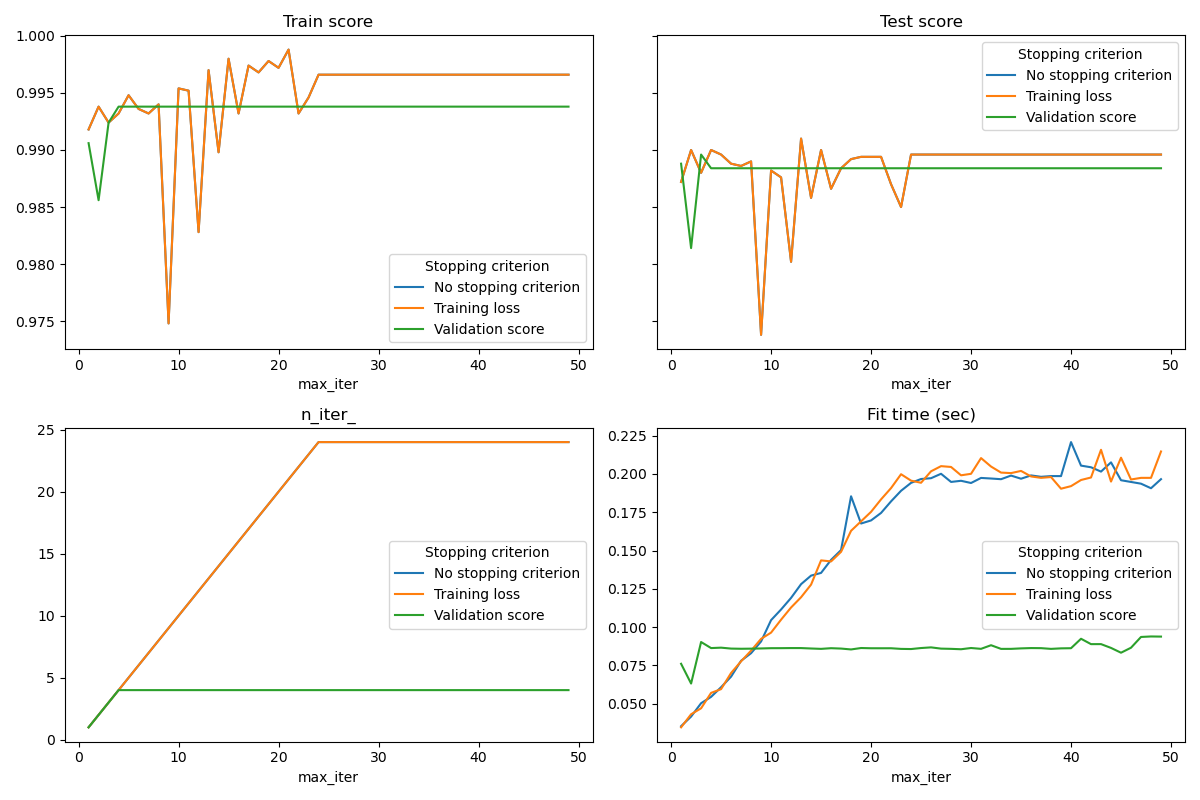 Train score
1.000
0.995
0.990
0.985
0.980
0.975
Stopping criterion
No stopping criterion
Training loss
Validation score
0 10 20 30 40 50
max_iter
Test score
Stopping criterion
No stopping criterion
Training loss
Validation score
0 10 20 30 40 50
max_iter
n_iter_
25
20
15
10
5
0
Stopping criterion
No stopping criterion
Training loss
Validation score
0 10 20 30 40 50
max_iter
Fit time (sec)
0.225
0.200
0.175
0.150
0.125
0.100
0.075
0.050
Stopping criterion
No stopping criterion
Training loss
Validation score
0 10 20 30 40 50
max_iter